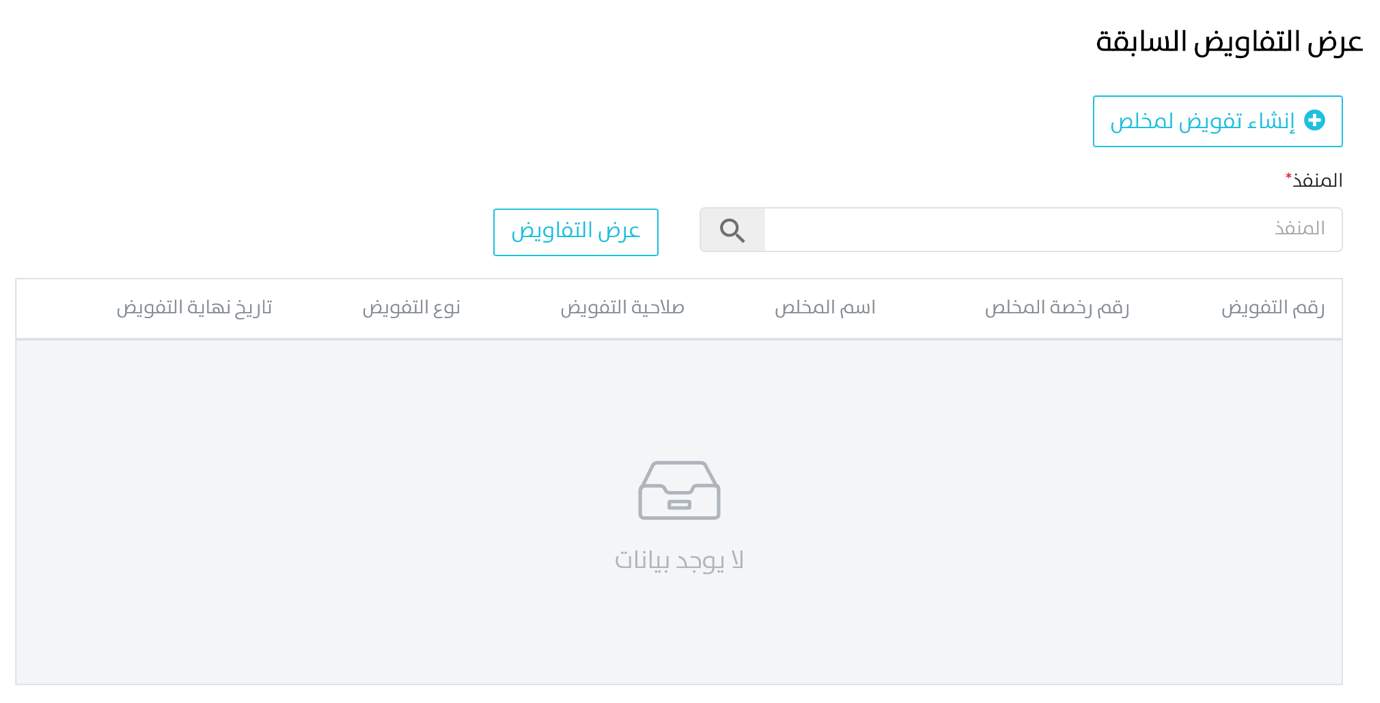 عرض التفاويض السابقة
إنشاء تفويض لمخلص
المنفذ*
المنفذ
عرض التفاويض
رقم التفويض رقم رخصة المخلص اسم المخلص صلاحية التفويض نوع التفويض تاريخ نهاية التفويض
لا يوجد بيانات